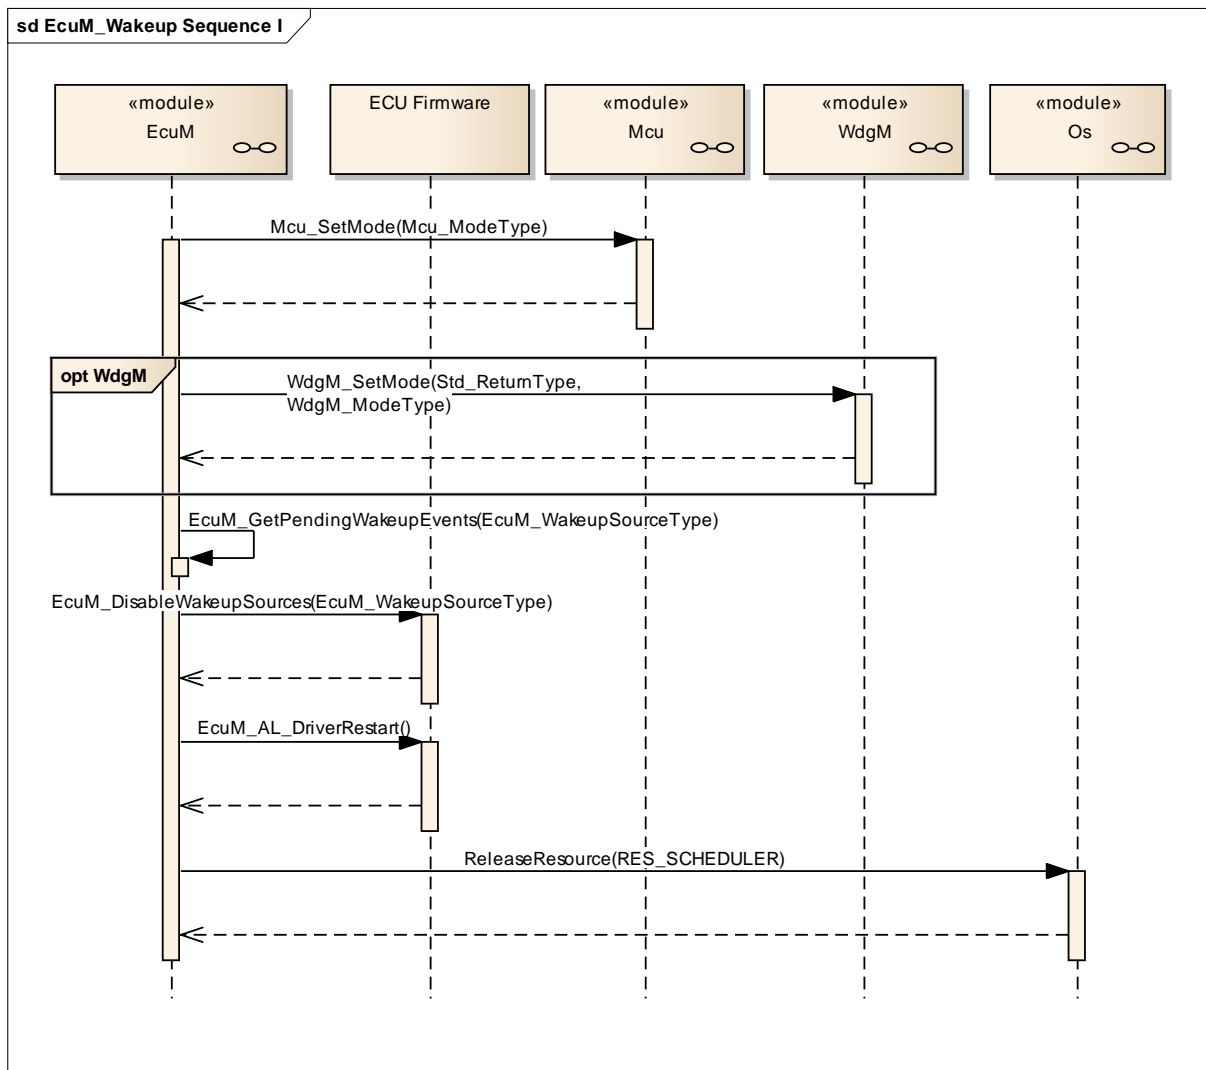 sd EcuM_Wakeup Sequence I
«module»
EcuM
ECU Firmware
«module»
Mcu
«module»
WdgM
«module»
Os
Mcu_SetMode(Mcu_ModeType)
opt WdgM
WdgM_SetMode(Std_ReturnType,
WdgM_ModeType)
EcuM_GetPendingWakeupEvents(EcuM_WakeupSourceType)
EcuM_DisableWakeupSources(EcuM_WakeupSourceType)
EcuM_AL_DriverRestart()
ReleaseResource(RES_SCHEDULER)